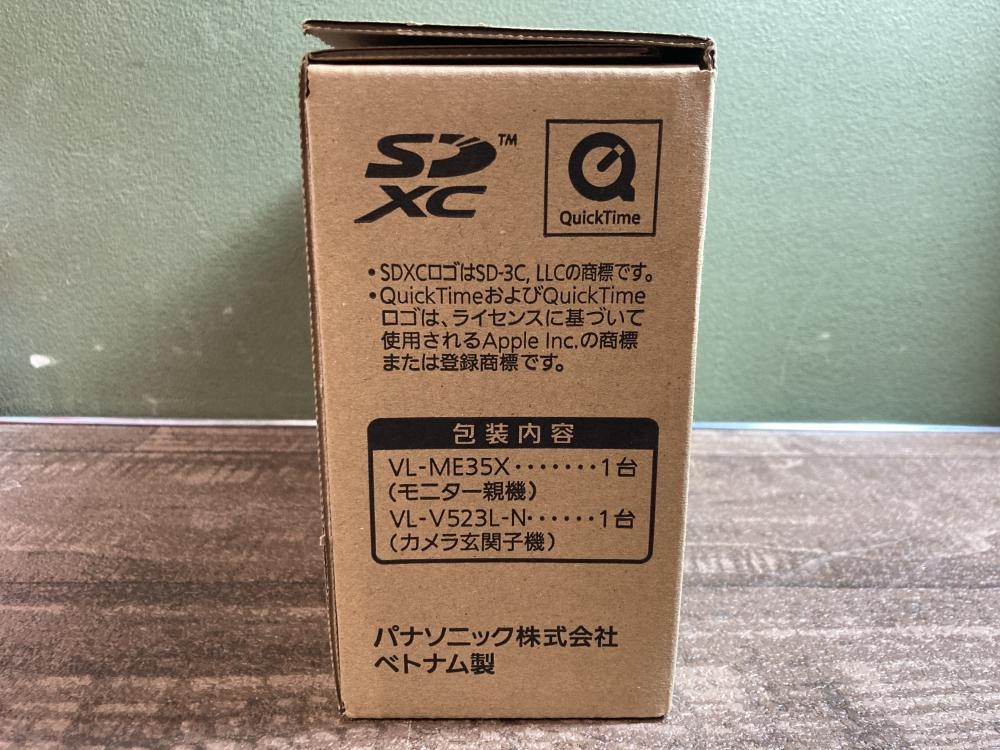 SD™
XC
QuickTime
・SDXCロゴはSD-3C, LLCの商標です。
・QuickTimeおよびQuickTime
ロゴは、ライセンスに基づいて
使用されるApple Inc.の商標
または登録商標です。
包装内容
VL-ME35X・・・・・・・1台
(モニター親機)
VL-V523L-N・・・・・・1台
(カメラ玄関子機)
パナソニック株式会社
ベトナム製